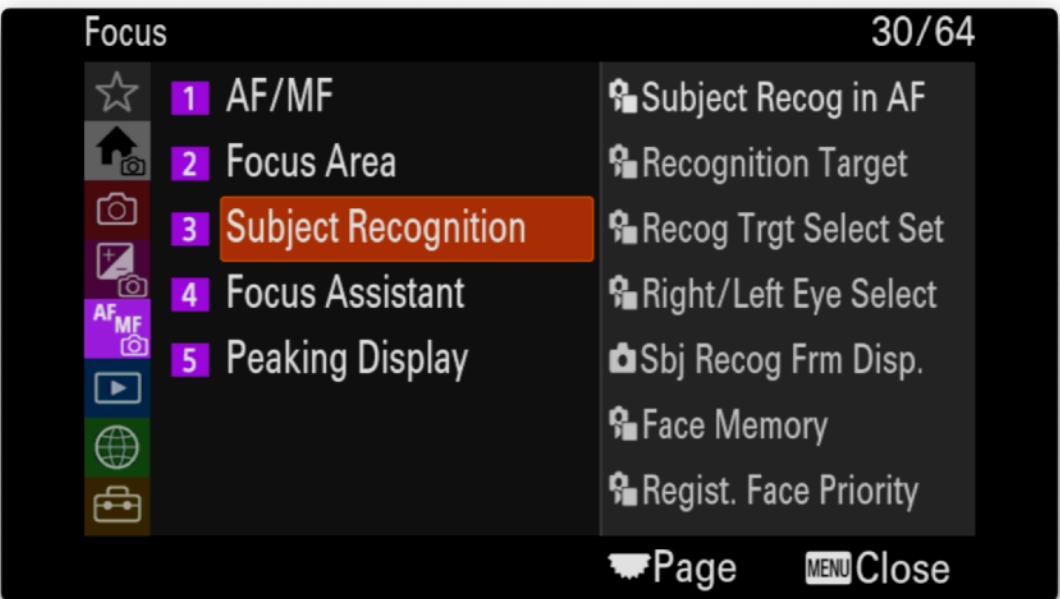 Focus 30/64
1 AF/MF
2 Focus Area
3 Subject Recognition
4 Focus Assistant
5 Peaking Display
AF MF
Subject Recog in AF
Recognition Target
Recog Trgt Select Set
Right/Left Eye Select
Sbj Recog Frm Disp.
Face Memory
Regist. Face Priority
Page MENU Close